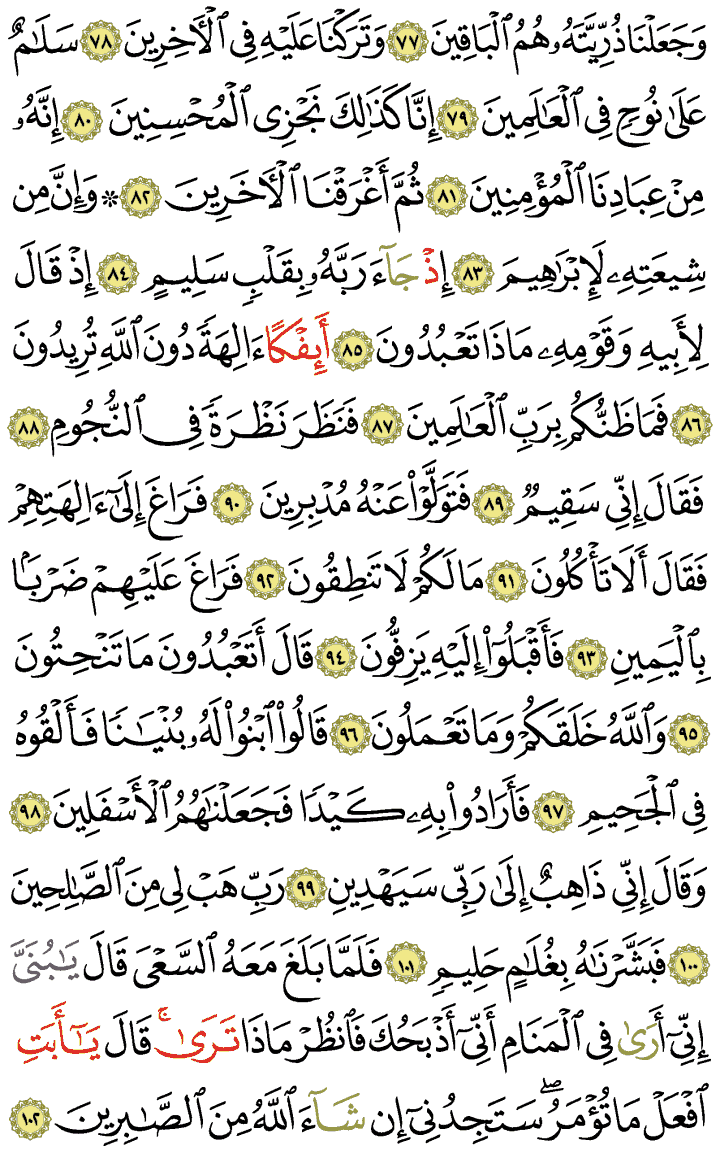 وَجَعَلْنَا ذُرِّيَّتَهُۥ هُمُ ٱلْبَاقِينَ ٧٧ وَتَرَكْنَا عَلَيْهِ فِى ٱلْـَٔاخِرِينَ ٧٨ سَلَـٰمٌ
عَلَىٰ نُوحٍ فِى ٱلْعَـٰلَمِينَ ٧٩ إِنَّا كَذَٰلِكَ نَجْزِى ٱلْمُحْسِنِينَ ٨٠ إِنَّهُۥ
مِنْ عِبَادِنَا ٱلْمُؤْمِنِينَ ٨١ ثُمَّ أَغْرَقْنَا ٱلْـَٔاخَرِينَ ٨٢ * وَإِنَّ مِن
شِيعَتِهِۦ لَإِبْرَٰهِيمَ ٨٣ إِذْ جَآءَ رَبَّهُۥ بِقَلْبٍ سَلِيمٍ ٨٤ إِذْ قَالَ
لِأَبِيهِ وَقَوْمِهِۦ مَاذَا تَعْبُدُونَ ٨٥ أَئِفْكًا ءَالِهَةً دُونَ ٱللَّهِ تُرِيدُونَ
٨٦ فَمَا ظَنُّكُم بِرَبِّ ٱلْعَـٰلَمِينَ ٨٧ فَنَظَرَ نَظْرَةً فِى ٱلنُّجُومِ ٨٨
فَقَالَ إِنِّى سَقِيمٌ ٨٩ فَتَوَلَّوْا۟ عَنْهُ مُدْبِرِينَ ٩٠ فَرَاغَ إِلَىٰٓ ءَالِهَتِهِمْ
فَقَالَ أَلَا تَأْكُلُونَ ٩١ مَا لَكُمْ لَا تَنطِقُونَ ٩٢ فَرَاغَ عَلَيْهِمْ ضَرْبًۢا
بِٱلْيَمِينِ ٩٣ فَأَقْبَلُوٓا۟ إِلَيْهِ يَزِفُّونَ ٩٤ قَالَ أَتَعْبُدُونَ مَا تَنْحِتُونَ
٩٥ وَٱللَّهُ خَلَقَكُمْ وَمَا تَعْمَلُونَ ٩٦ قَالُوا۟ ٱبْنُوا۟ لَهُۥ بُنْيَـٰنًا فَأَلْقُوهُ
فِى ٱلْجَحِيمِ ٩٧ فَأَرَادُوا۟ بِهِۦ كَيْدًا فَجَعَلْنَـٰهُمُ ٱلْأَسْفَلِينَ ٩٨
وَقَالَ إِنِّى ذَاهِبٌ إِلَىٰ رَبِّى سَيَهْدِينِ ٩٩ رَبِّ هَبْ لِى مِنَ ٱلصَّـٰلِحِينَ
١٠٠ فَبَشَّرْنَـٰهُ بِغُلَـٰمٍ حَلِيمٍ ١٠١ فَلَمَّا بَلَغَ مَعَهُ ٱلسَّعْىَ قَالَ يَـٰبُنَىَّ
إِنِّىٓ أَرَىٰ فِى ٱلْمَنَامِ أَنِّىٓ أَذْبَحُكَ فَٱنظُرْ مَاذَا تَرَىٰ ۚ قَالَ يَـٰٓأَبَتِ
ٱفْعَلْ مَا تُؤْمَرُ ۖ سَتَجِدُنِىٓ إِن شَآءَ ٱللَّهُ مِنَ ٱلصَّـٰبِرِينَ ١٠٢